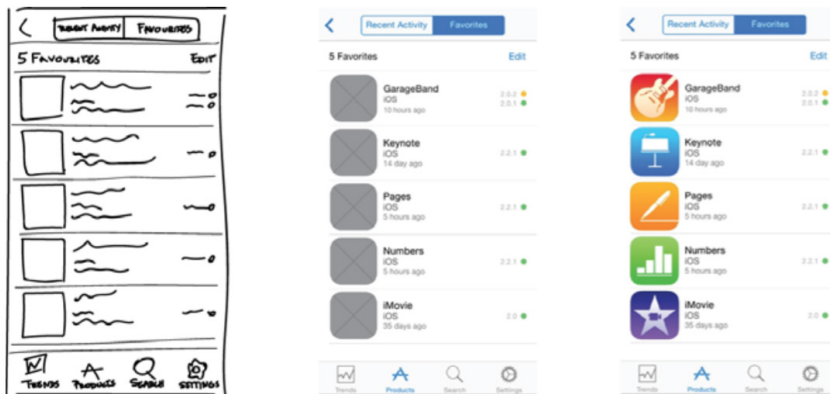 RECENT ACTIVITY FAVOURITES
5 FAVOURITES EDIT
TRENDS PRODUCTS SEARCH SETTINGS
Recent Activity Favorites
5 Favorites Edit
GarageBand
iOS 2.0.2
10 hours ago 2.0.1
Keynote
iOS 2.2.1
14 day ago
Pages
iOS 2.2.1
5 hours ago
Numbers
iOS 2.2.1
5 hours ago
iMovie
iOS 2.0
35 days ago
Trends Products Search Settings
Recent Activity Favorites
5 Favorites Edit
GarageBand
iOS 2.0.2
10 hours ago 2.0.1
Keynote
iOS 2.2.1
14 day ago
Pages
iOS 2.2.1
5 hours ago
Numbers
iOS 2.2.1
5 hours ago
iMovie
iOS 2.0
35 days ago
Trends Products Search Settings